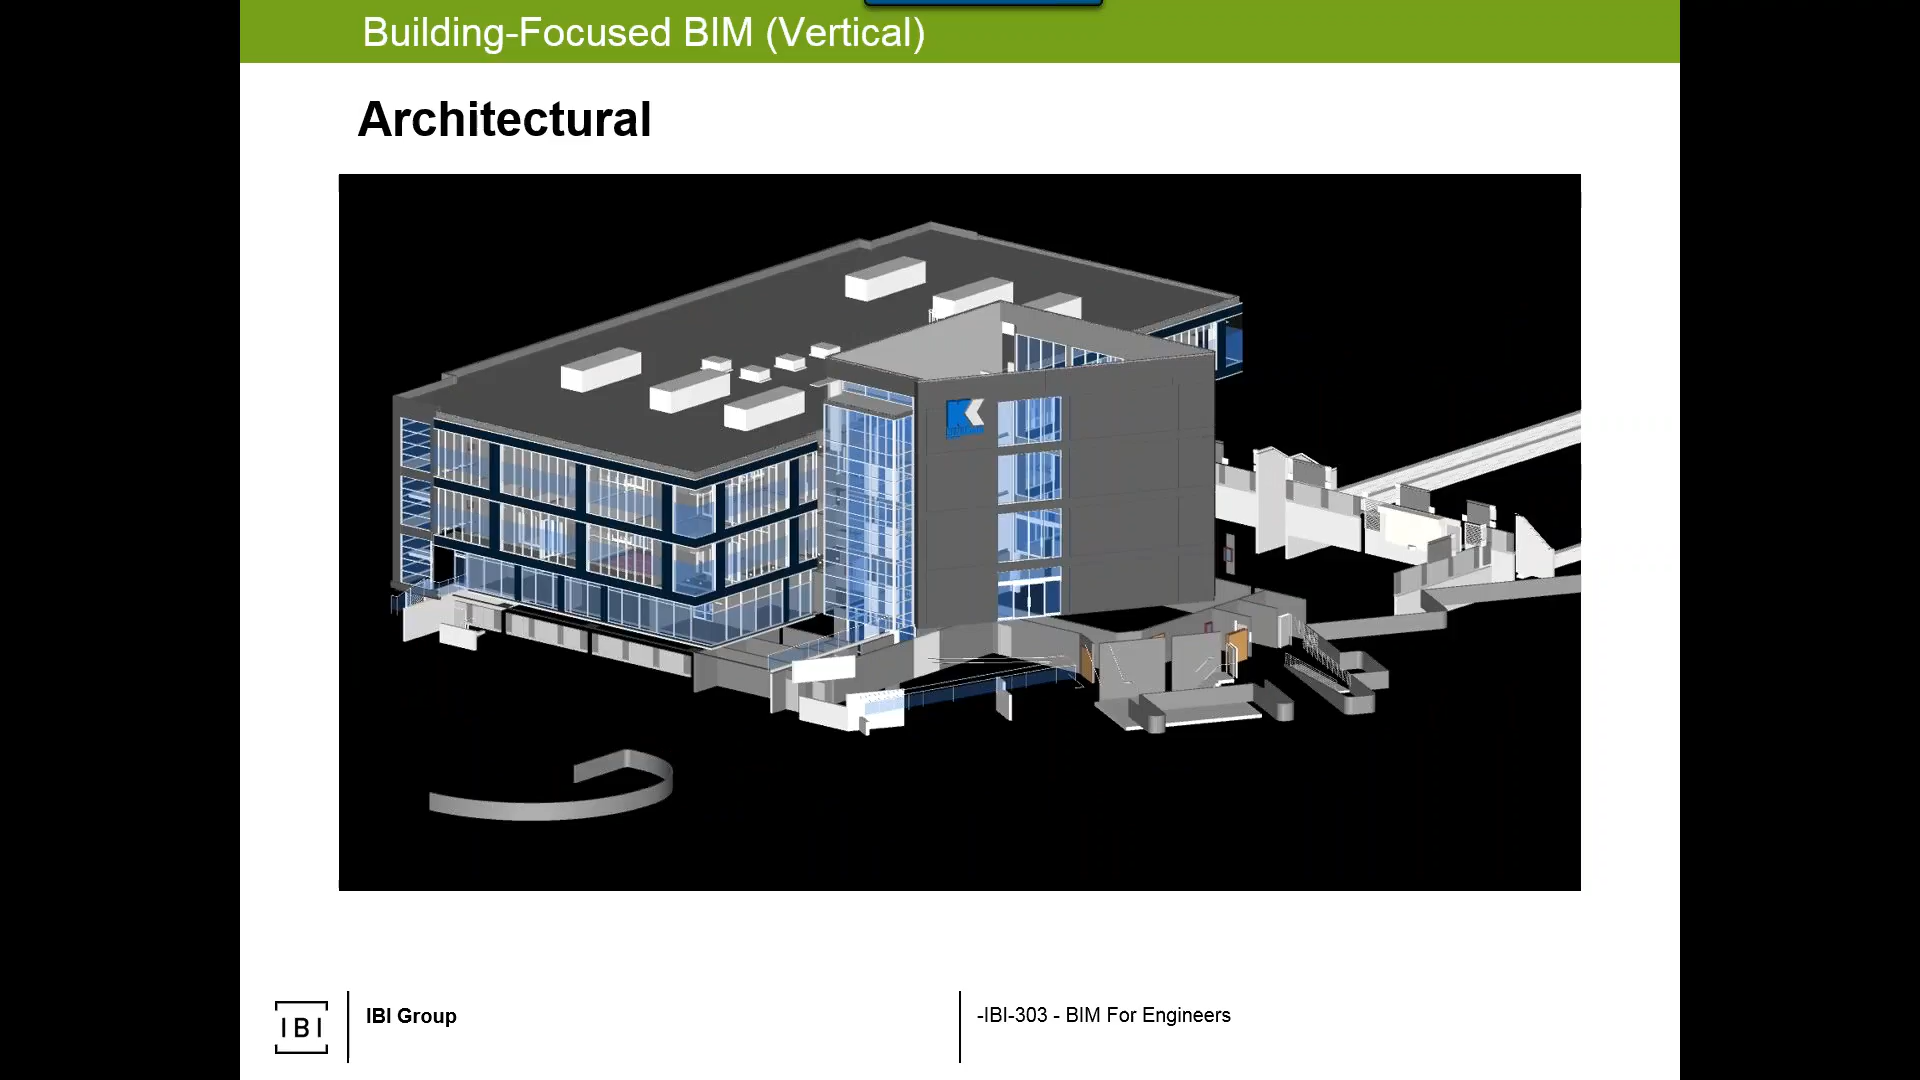 Building-Focused BIM (Vertical)
Architectural
K
IBI
IBI Group
-IBI-303 - BIM For Engineers